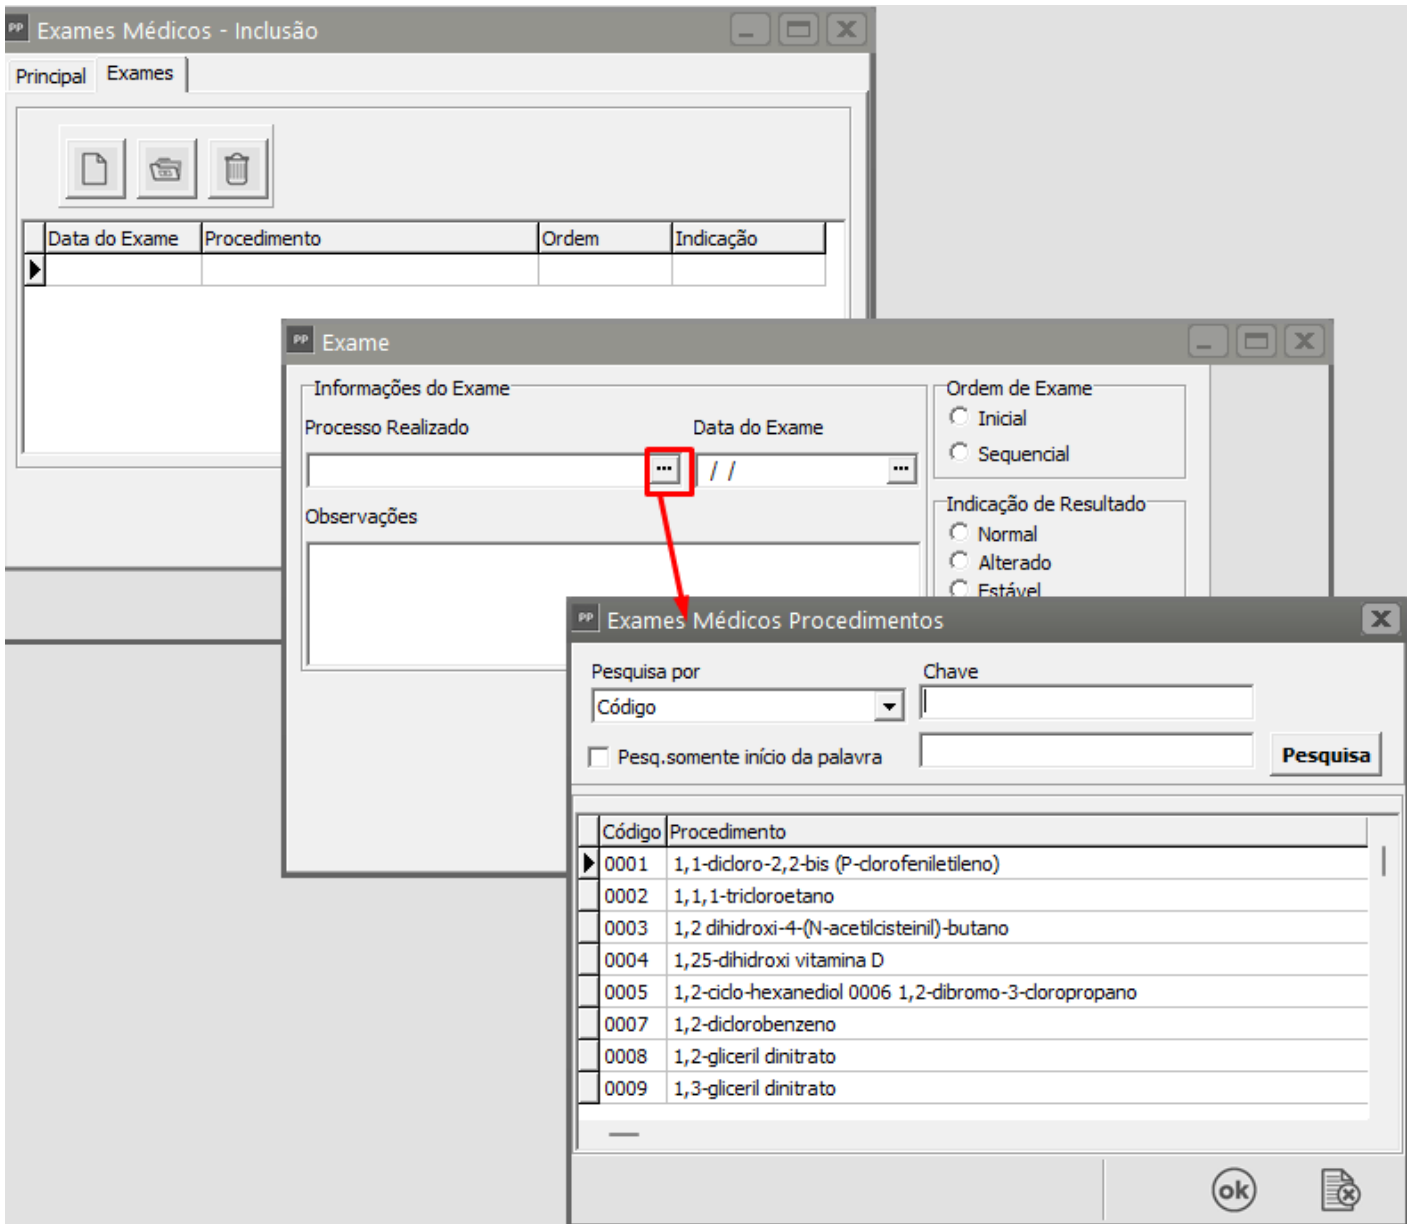 PP Exames Médicos - Inclusão
Principal Exames
Data do Exame Procedimento Ordem Indicação
PP Exame
Informações do Exame
Processo Realizado Data do Exame
... / / ...
Observações
Ordem de Exame
Inicial
Sequencial
Indicação de Resultado
Normal
Alterado
Estável
PP Exames Médicos Procedimentos
Pesquisa por Chave
Código
Pesq.somente início da palavra Pesquisa
Código Procedimento
0001 1,1-dicloro-2,2-bis (P-clorofeniletileno)
0002 1,1,1-tricloroetano
0003 1,2 dihidroxi-4-(N-acetilcisteinil)-butano
0004 1,25-dihidroxi vitamina D
0005 1,2-ciclo-hexanediol 0006 1,2-dibromo-3-cloropropano
0007 1,2-diclorobenzeno
0008 1,2-gliceril dinitrato
0009 1,3-gliceril dinitrato
ok